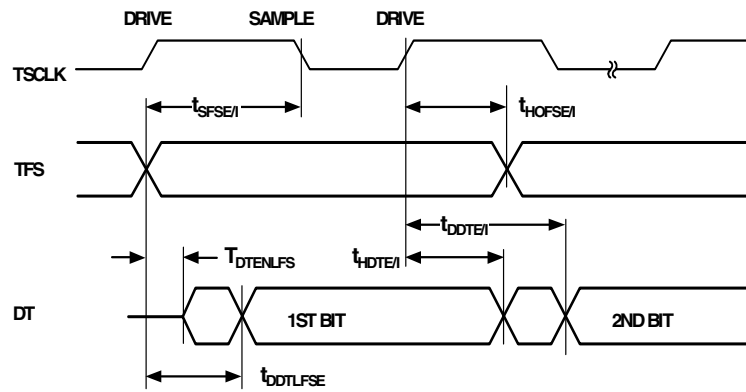 DRIVE SAMPLE DRIVE
TSCLK
tSFSE/I tHOFSE/I
TFS
tDDTE/I
TDTENLFS tHDTE/I
DT 1ST BIT 2ND BIT
tDDTLFSE